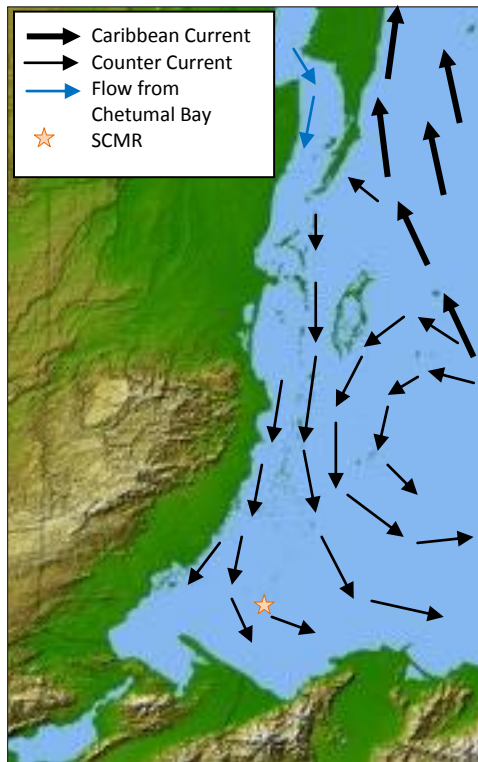 Caribbean Current
Counter Current
Flow from
Chetumal Bay
SCMR